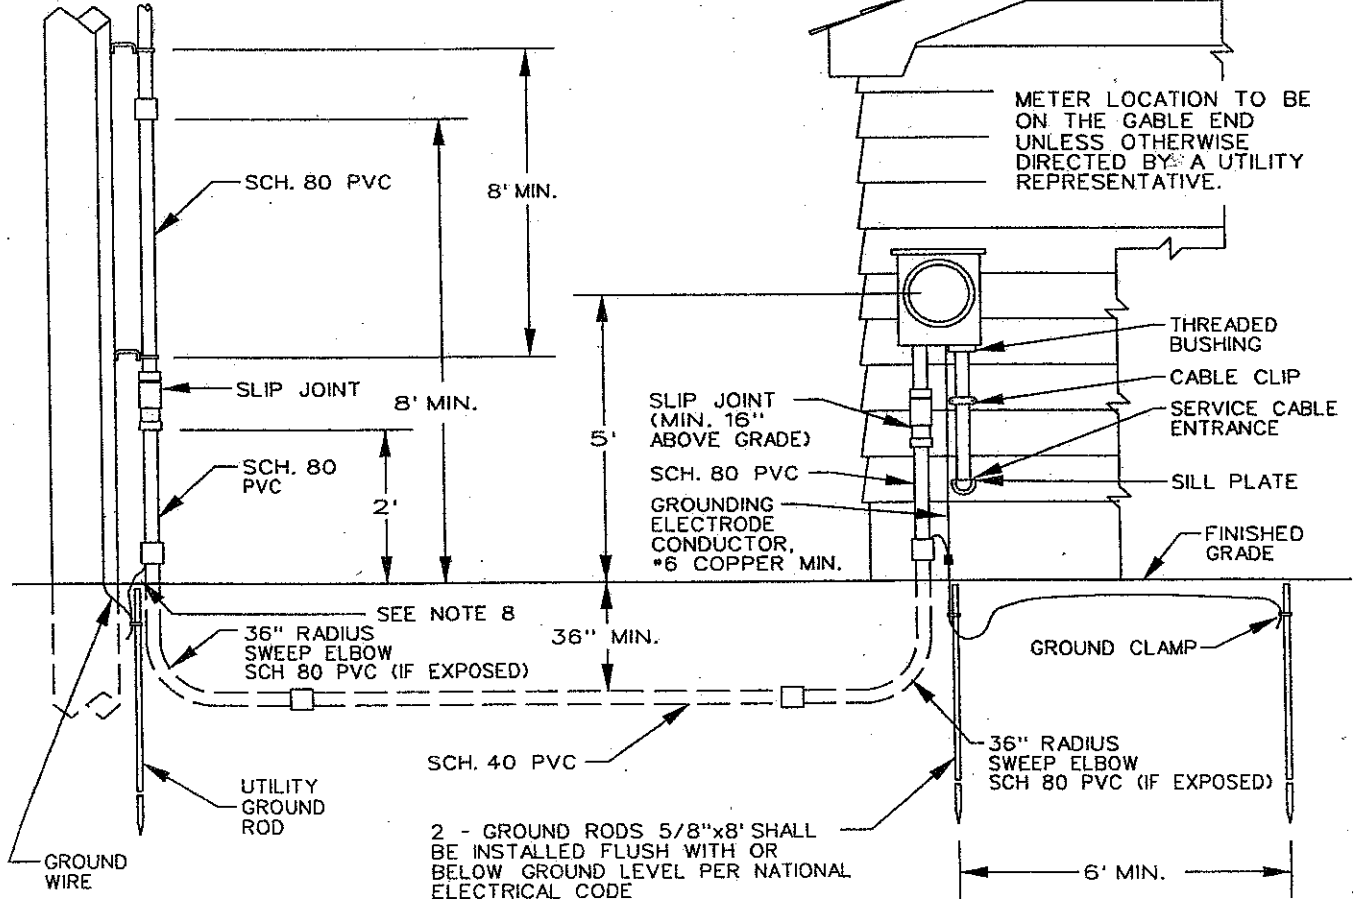 METER LOCATION TO BE
ON THE GABLE END
UNLESS OTHERWISE
DIRECTED BY A UTILITY
REPRESENTATIVE.
SCH. 80 PVC
8' MIN.
THREADED
BUSHING
CABLE CLIP
SERVICE CABLE
ENTRANCE
SILL PLATE
SLIP JOINT
8' MIN.
5'
SLIP JOINT
(MIN. 16"
ABOVE GRADE)
SCH. 80 PVC
GROUNDING
ELECTRODE
CONDUCTOR,
#6 COPPER MIN.
SCH. 80
PVC
2'
FINISHED
GRADE
SEE NOTE 8
36" RADIUS
SWEEP ELBOW
SCH 80 PVC (IF EXPOSED)
36" MIN.
GROUND CLAMP
SCH. 40 PVC
36" RADIUS
SWEEP ELBOW
SCH 80 PVC (IF EXPOSED)
UTILITY
GROUND
ROD
2 - GROUND RODS 5/8"x8' SHALL
BE INSTALLED FLUSH WITH OR
BELOW GROUND LEVEL PER NATIONAL
ELECTRICAL CODE
GROUND
WIRE
6' MIN.